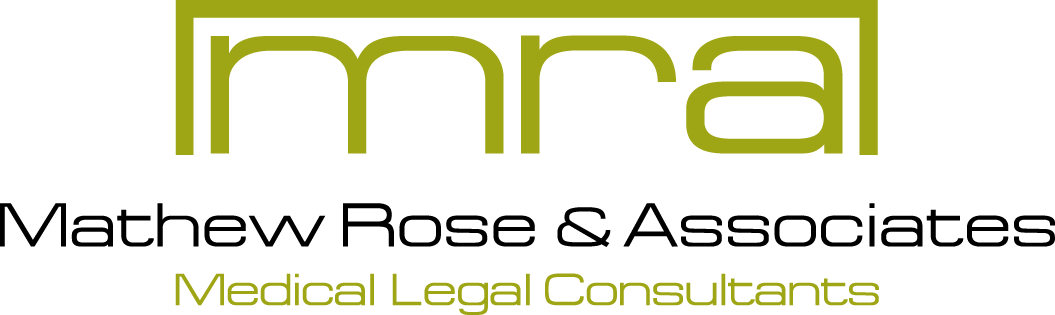 mra
Mathew Rose & Associates
Medical Legal Consultants